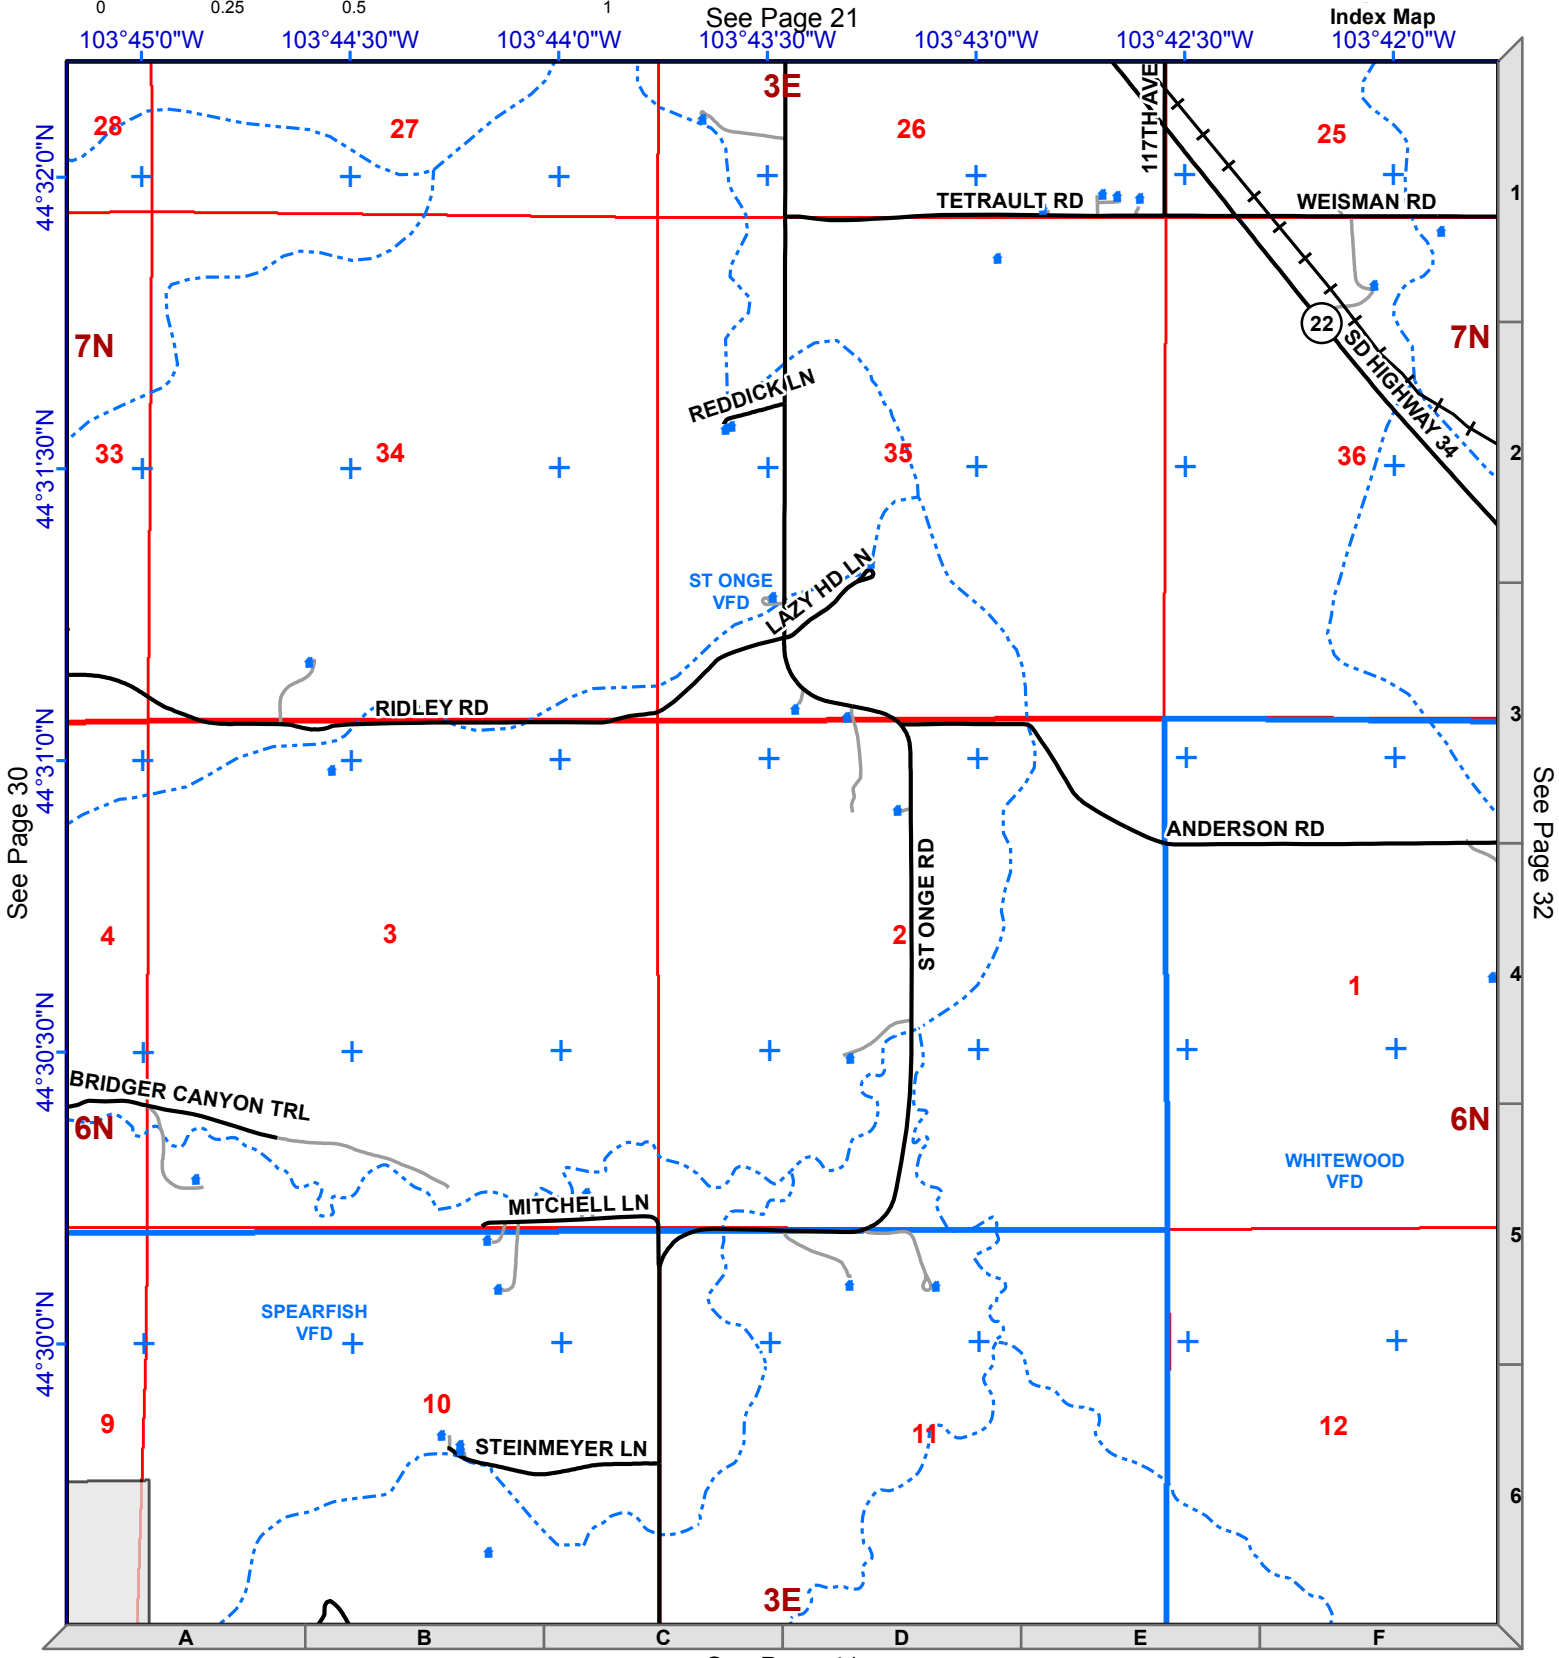 0 0.25 0.5 1
See Page 21
Index Map
103°45'0"W 103°44'30"W 103°44'0"W 103°43'30"W 103°43'0"W 103°42'30"W 103°42'0"W
3E
117TH AVE
28 27 26 25
44°32'0"N
1
TETRAULT RD
WEISMAN RD
22
7N
7N
SD HIGHWAY 34
REDDICK LN
44°31'30"N
33 34 35 36
2
LAZY HD LN
ST ONGE
VFD
RIDLEY RD
3
44°31'0"N
See Page 30
See Page 32
ANDERSON RD
ST ONGE RD
4 3 2
4
1
44°30'30"N
BRIDGER CANYON TRL
6N
6N
WHITEWOOD
VFD
MITCHELL LN
5
SPEARFISH
VFD
44°30'0"N
9 10 11 12
STEINMEYER LN
6
3E
A B C D E F